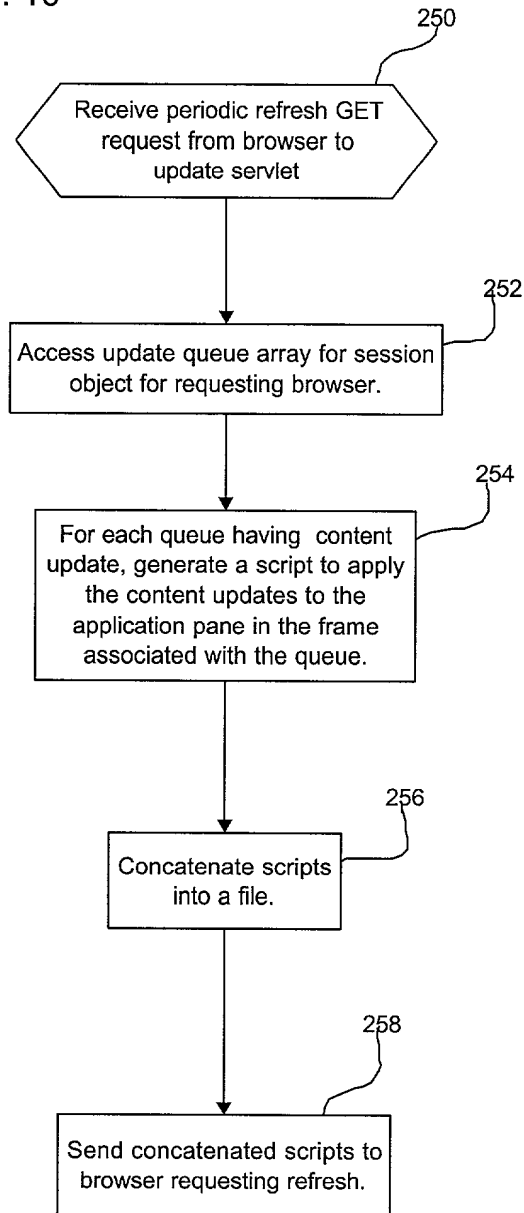 250
Receive periodic refresh GET
request from browser to
update servlet
252
Access update queue array for session
object for requesting browser.
254
For each queue having content
update, generate a script to apply
the content updates to the
application pane in the frame
associated with the queue.
256
Concatenate scripts
into a file.
258
Send concatenated scripts to
browser requesting refresh.